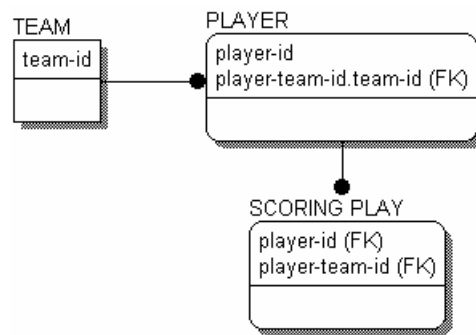 TEAM
team-id
PLAYER
player-id
player-team-id.team-id (FK)
SCORING PLAY
player-id (FK)
player-team-id (FK)